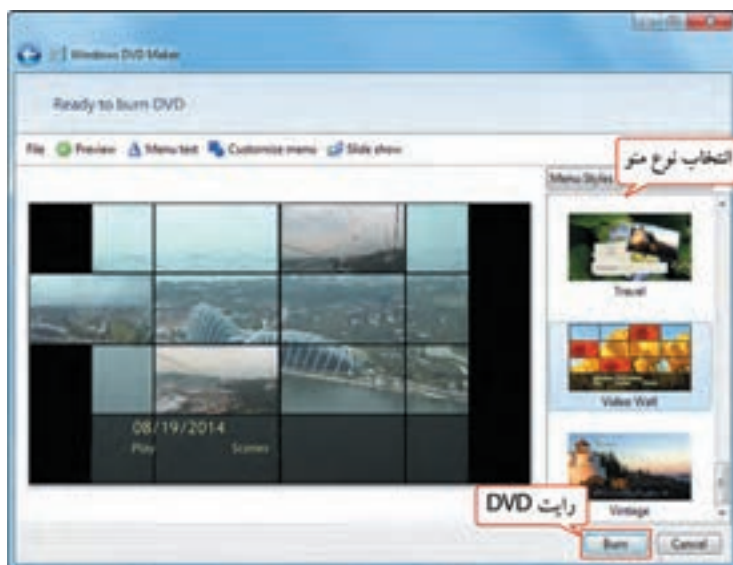 Windows DVD Maker
Ready to burn DVD
File Preview Menu text Customize menu Slide show
انتخاب نوع منو
Menu Styles
Travel
Video Wall
08/19/2014
Play Scenes
Vintage
رایت DVD
Burn Cancel